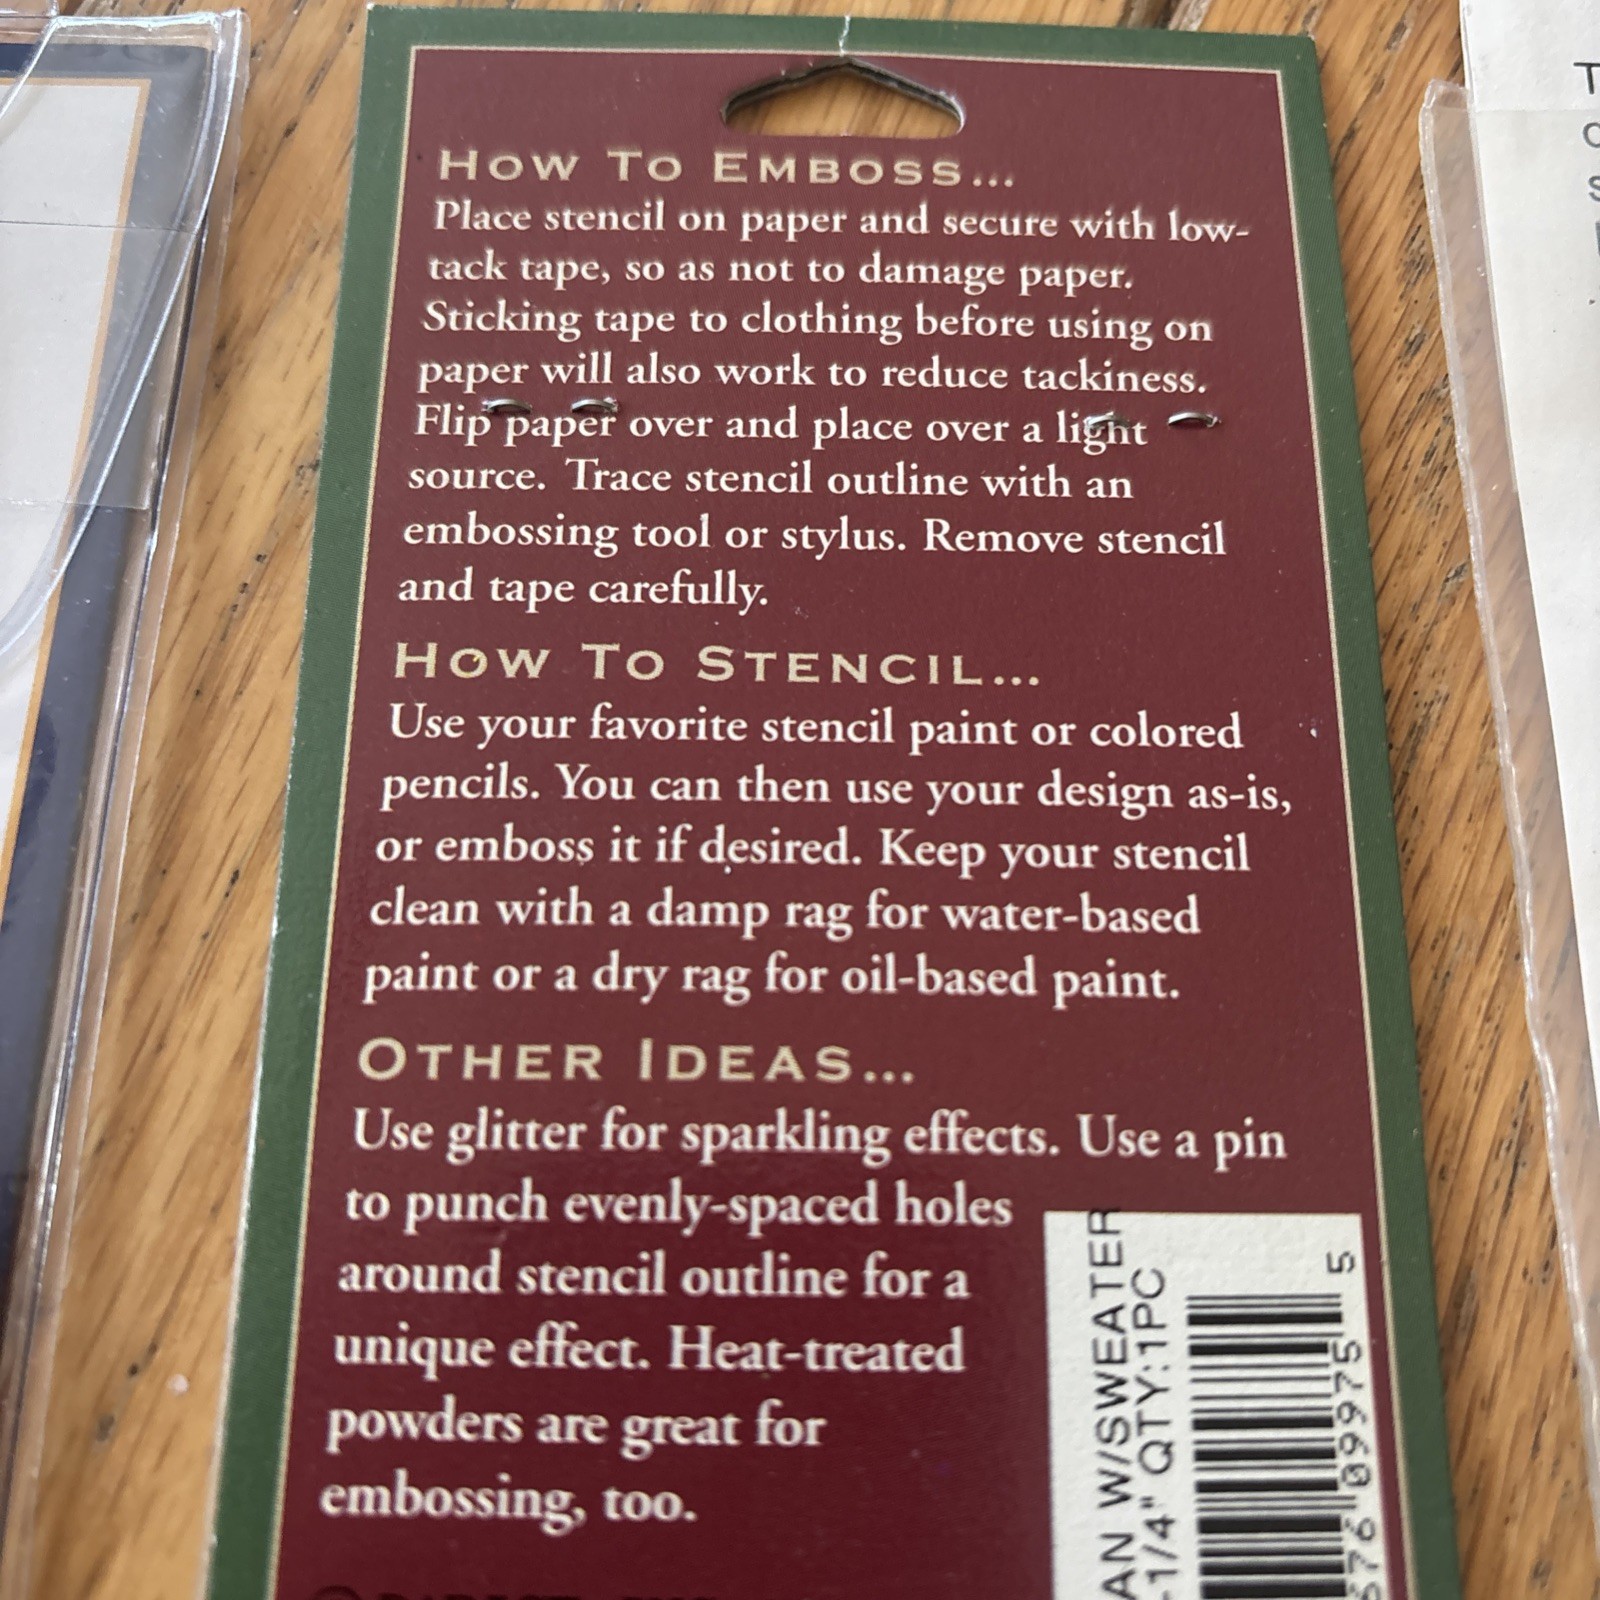 HOW TO EMBOSS...
Place stencil on paper and secure with low-
tack tape, so as not to damage paper.
Sticking tape to clothing before using on
paper will also work to reduce tackiness.
Flip paper over and place over a light
source. Trace stencil outline with an
embossing tool or stylus. Remove stencil
and tape carefully.
HOW TO STENCIL...
Use your favorite stencil paint or colored
pencils. You can then use your design as-is,
or emboss it if desired. Keep your stencil
clean with a damp rag for water-based
paint or a dry rag for oil-based paint.
OTHER IDEAS...
Use glitter for sparkling effects. Use a pin
to punch evenly-spaced holes
around stencil outline for a
unique effect. Heat-treated
powders are great for
embossing, too.
AN W/SWEATER
-1/4" QTY:1PC
676 09975 5